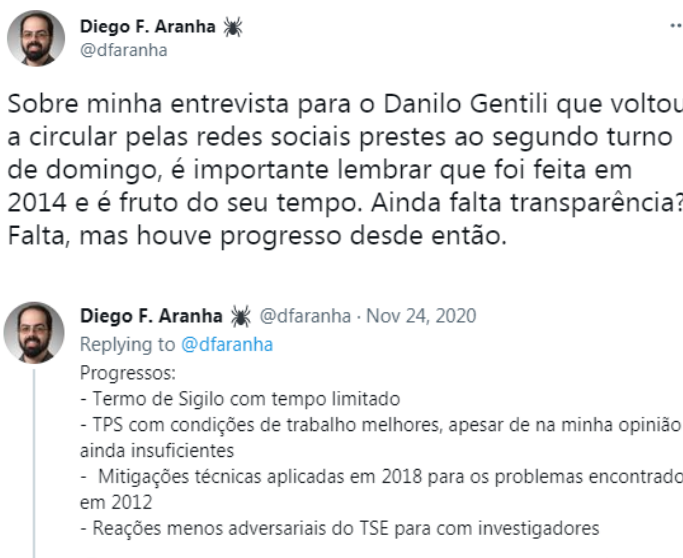 Diego F. Aranha
@dfaranha
Sobre minha entrevista para o Danilo Gentili que voltou
a circular pelas redes sociais prestes ao segundo turno
de domingo, é importante lembrar que foi feita em
2014 e é fruto do seu tempo. Ainda falta transparência?
Falta, mas houve progresso desde então.
Diego F. Aranha @dfaranha · Nov 24, 2020
Replying to @dfaranha
Progressos:
- Termo de Sigilo com tempo limitado
- TPS com condições de trabalho melhores, apesar de na minha opinião
ainda insuficientes
- Mitigações técnicas aplicadas em 2018 para os problemas encontrado
em 2012
- Reações menos adversariais do TSE para com investigadores